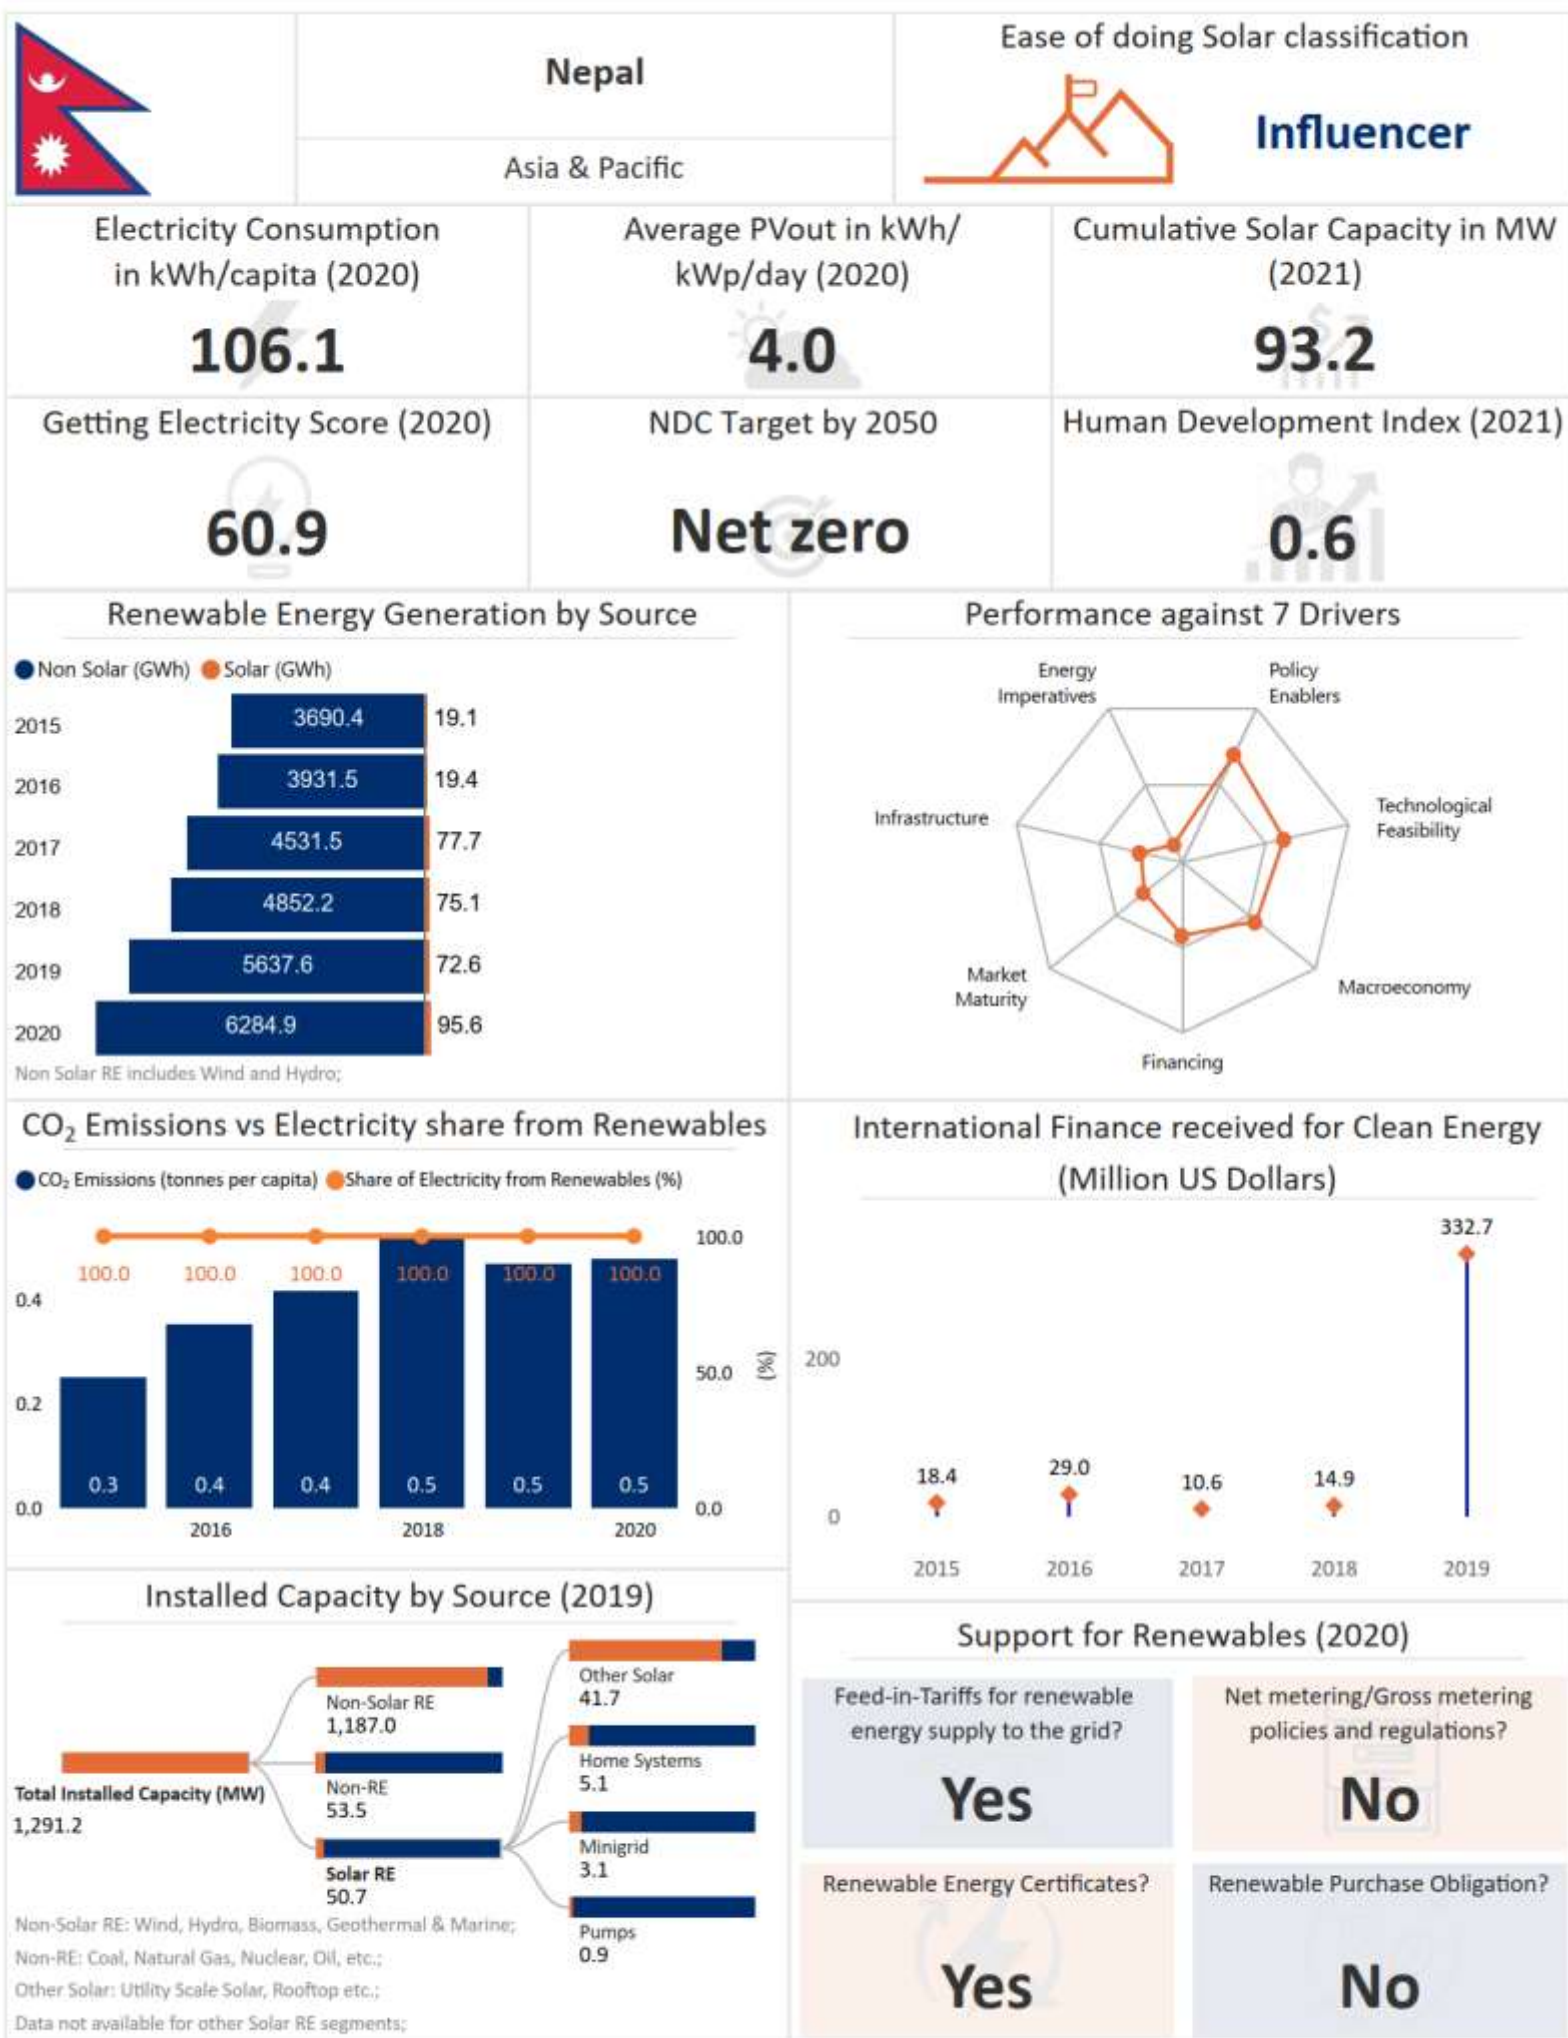 Nepal
Asia & Pacific
Ease of doing Solar classification
Influencer
Electricity Consumption
in kWh/capita (2020)
106.1
Average PVout in kWh/
kWp/day (2020)
4.0
Cumulative Solar Capacity in MW
(2021)
93.2
Getting Electricity Score (2020)
60.9
NDC Target by 2050
Net zero
Human Development Index (2021)
0.6
Renewable Energy Generation by Source
Non Solar (GWh) Solar (GWh)
2015 3690.4 19.1
2016 3931.5 19.4
2017 4531.5 77.7
2018 4852.2 75.1
2019 5637.6 72.6
2020 6284.9 95.6
Non Solar RE includes Wind and Hydro;
Performance against 7 Drivers
Energy
Imperatives
Policy
Enablers
Infrastructure
Technological
Feasibility
Market
Maturity
Macroeconomy
Financing
CO₂ Emissions vs Electricity share from Renewables
CO₂ Emissions (tonnes per capita) Share of Electricity from Renewables (%)
100.0
100.0 100.0 100.0 100.0 100.0 100.0
0.4
50.0 (%)
0.2
0.3 0.4 0.4 0.5 0.5 0.5
0.0 0.0
2016 2018 2020
International Finance received for Clean Energy
(Million US Dollars)
332.7
200
18.4 29.0 10.6 14.9
0
2015 2016 2017 2018 2019
Installed Capacity by Source (2019)
Total Installed Capacity (MW)
1,291.2
Non-Solar RE
1,187.0
Non-RE
53.5
Solar RE
50.7
Other Solar
41.7
Home Systems
5.1
Minigrid
3.1
Pumps
0.9
Non-Solar RE: Wind, Hydro, Biomass, Geothermal & Marine;
Non-RE: Coal, Natural Gas, Nuclear, Oil, etc.;
Other Solar: Utility Scale Solar, Rooftop etc.;
Data not available for other Solar RE segments;
Support for Renewables (2020)
Feed-in-Tariffs for renewable
energy supply to the grid?
Yes
Net metering/Gross metering
policies and regulations?
No
Renewable Energy Certificates?
Yes
Renewable Purchase Obligation?
No